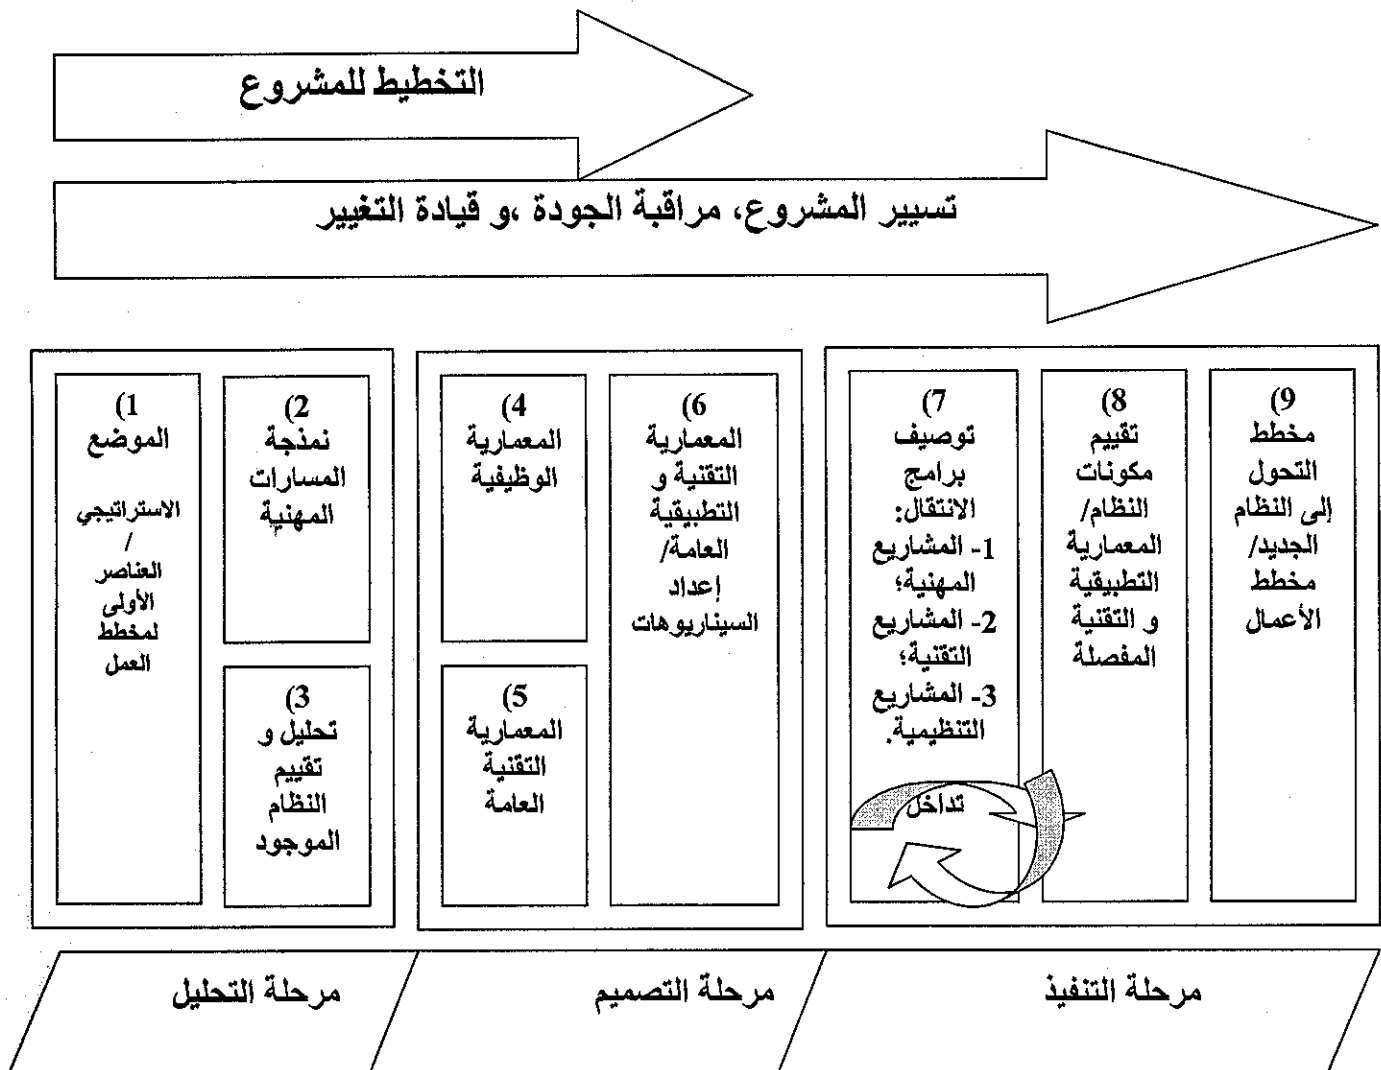 التخطيط للمشروع
تسيير المشروع، مراقبة الجودة ،و قيادة التغيير
(1
الموضع
الاستراتيجي
/
العناصر
الأولى
لمخطط
العمل
(2
نمذجة
المسارات
المهنية
(3
تحليل و
تقييم
النظام
الموجود
(4
المعمارية
الوظيفية
(5
المعمارية
التقنية
العامة
(6
المعمارية
التقنية و
التطبيقية
العامة/
إعداد
السيناريوهات
(7
توصيف
برامج
الانتقال:
1- المشاريع
المهنية؛
2- المشاريع
التقنية؛
3- المشاريع
التنظيمية.
تداخل
(8
تقييم
مكونات
النظام/
المعمارية
التطبيقية
و التقنية
المفصلة
(9
مخطط
التحول
إلى النظام
الجديد/
مخطط
الأعمال
مرحلة التحليل
مرحلة التصميم
مرحلة التنفيذ